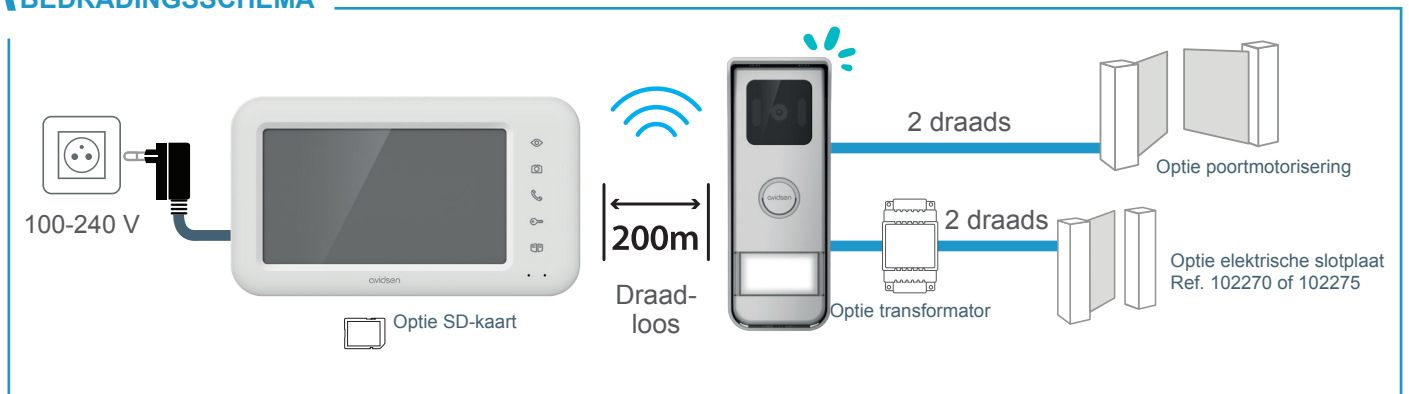 BEDRADINGSSCHEMA
2 draads
Optie poortmotorisering
100-240 V
avidsen
avidsen
200m
2 draads
Optie elektrische slotplaat
Ref. 102270 of 102275
Draad-
loos
Optie transformator
Optie SD-kaart